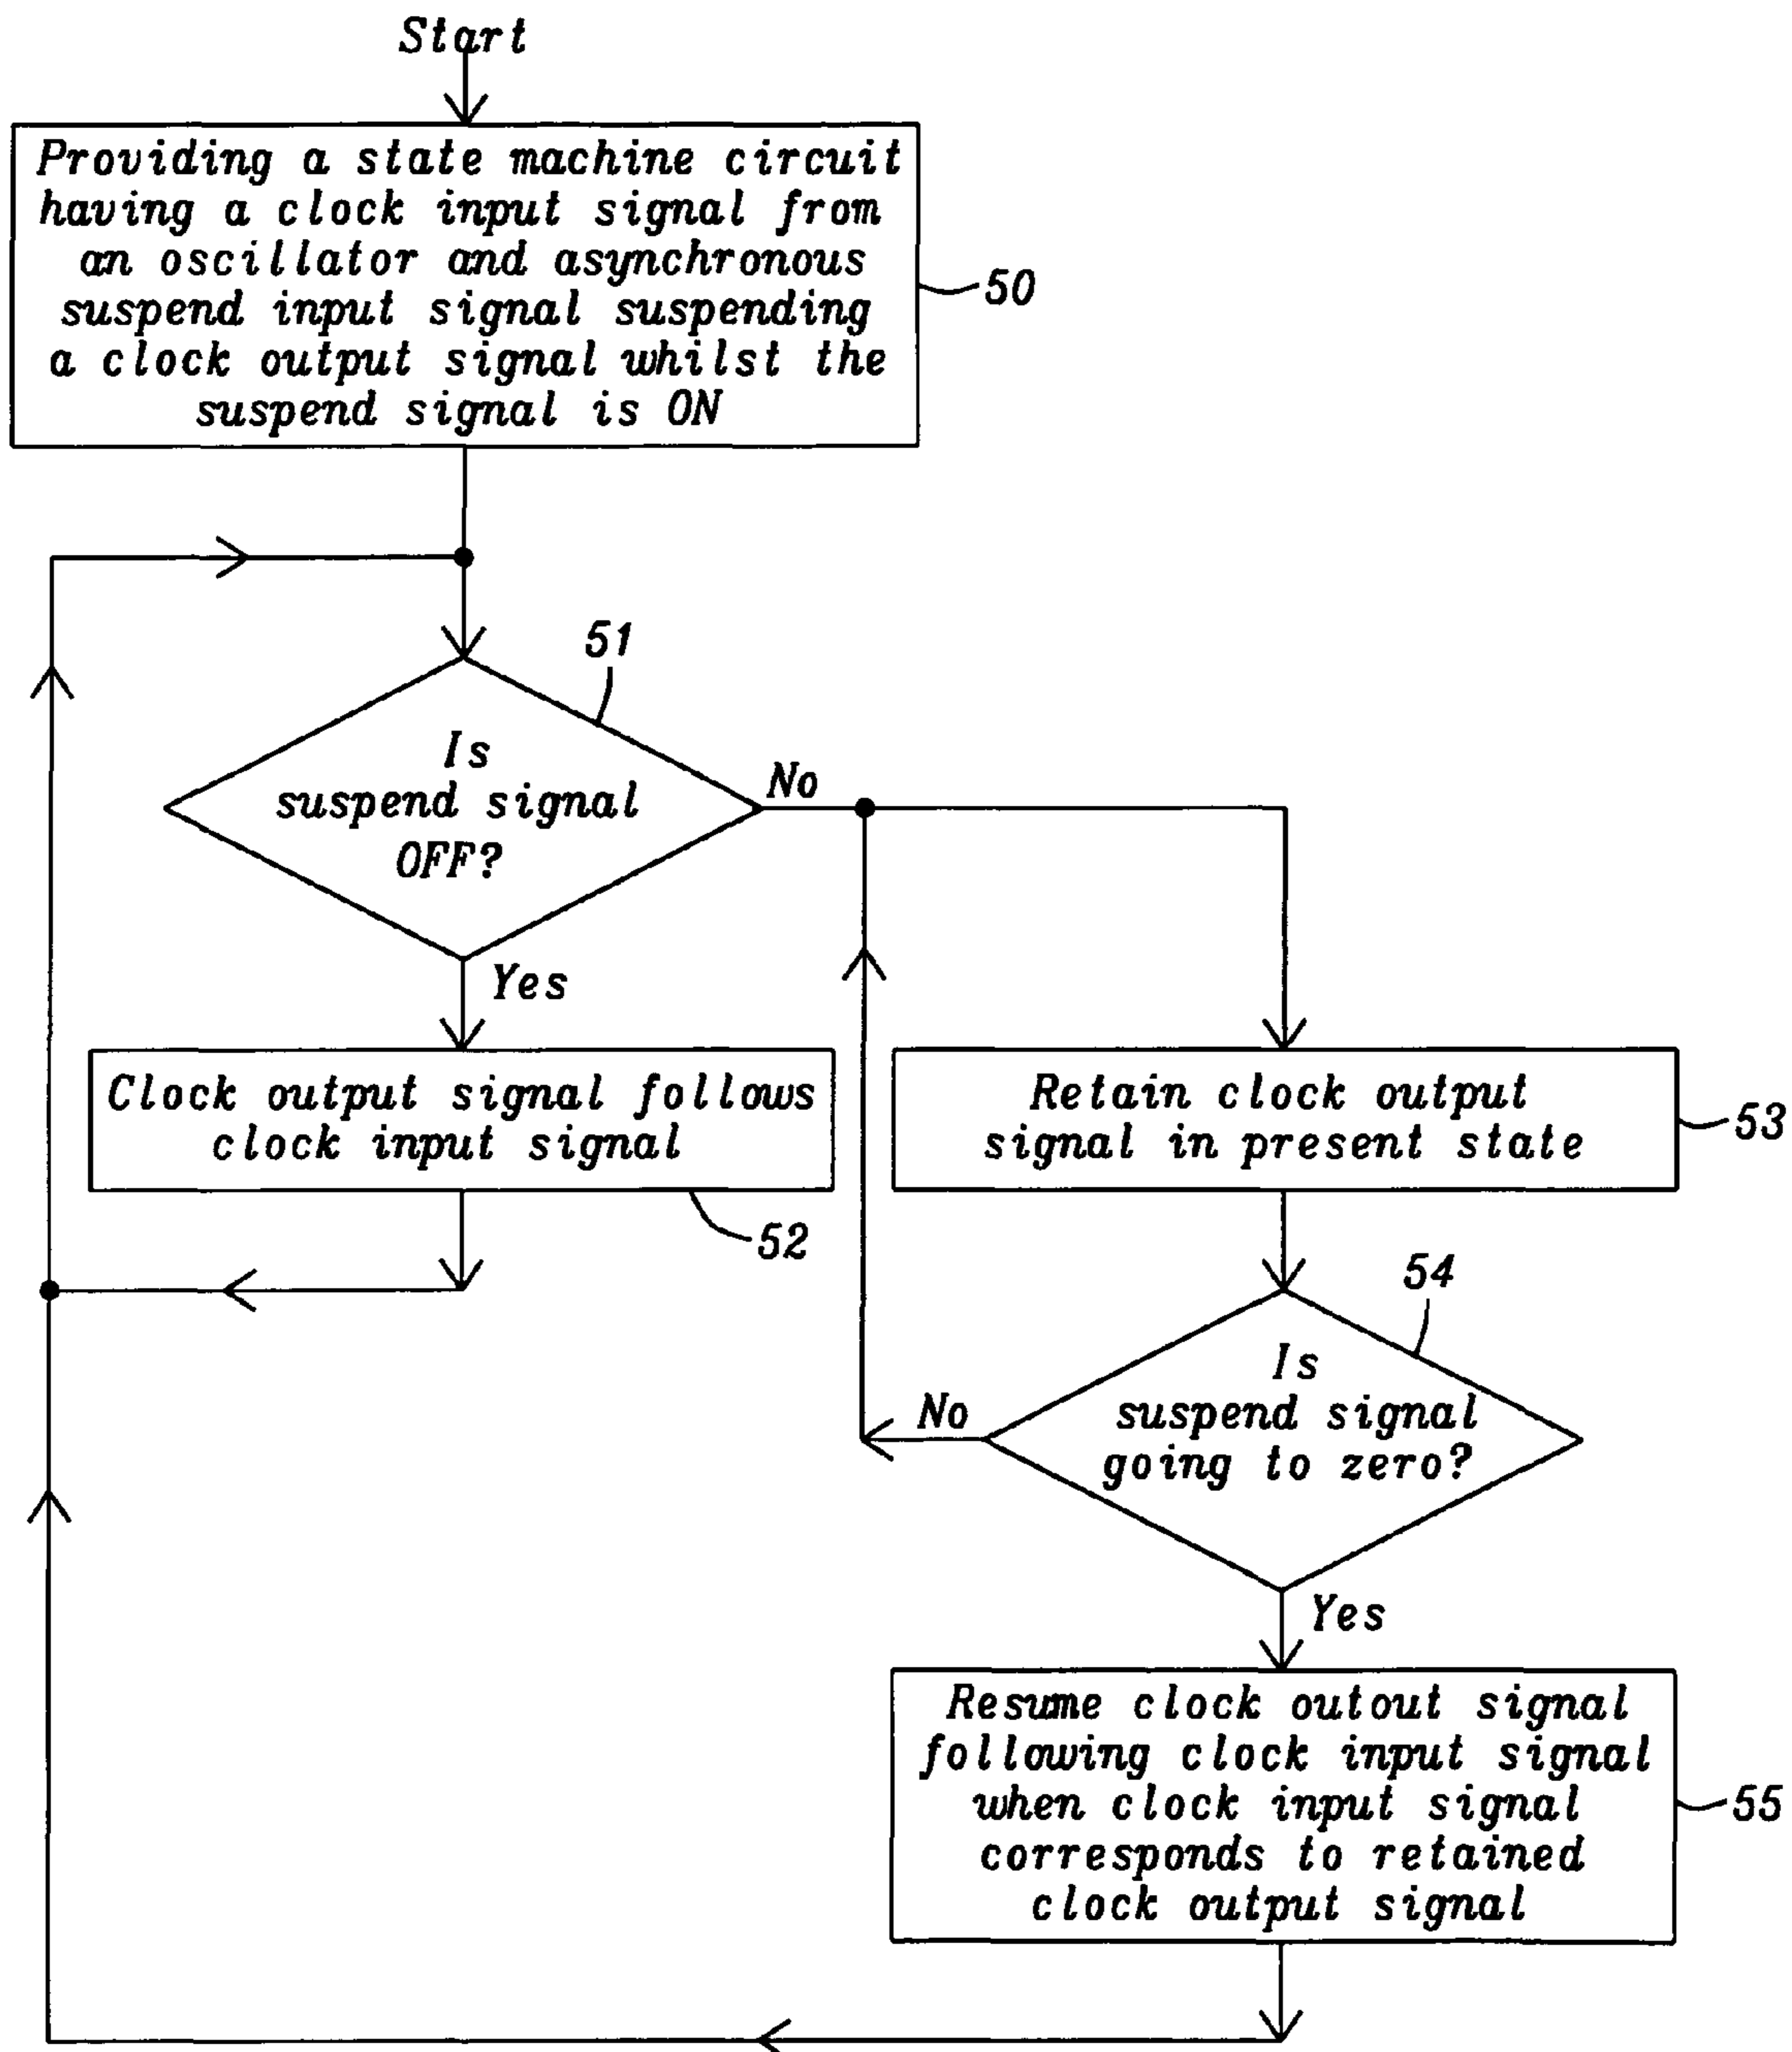 Start
Providing a state machine circuit
having a clock input signal from
an oscillator and asynchronous
suspend input signal suspending
a clock output signal whilst the
suspend signal is ON
50
51
Is
suspend signal
OFF?
No
Yes
Clock output signal follows
clock input signal
52
Retain clock output
signal in present state
53
54
Is
suspend signal
going to zero?
No
Yes
Resume clock outout signal
following clock input signal
when clock input signal
corresponds to retained
clock output signal
55